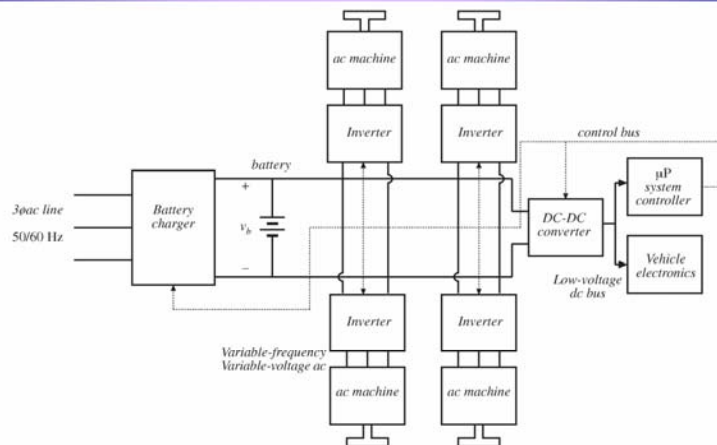 ac machine
ac machine
Inverter
Inverter
control bus
battery
μP
system
controller
3øac line
50/60 Hz
Battery
charger
+
v_b
–
DC-DC
converter
Vehicle
electronics
Low-voltage
dc bus
Inverter
Inverter
Variable-frequency
Variable-voltage ac
ac machine
ac machine